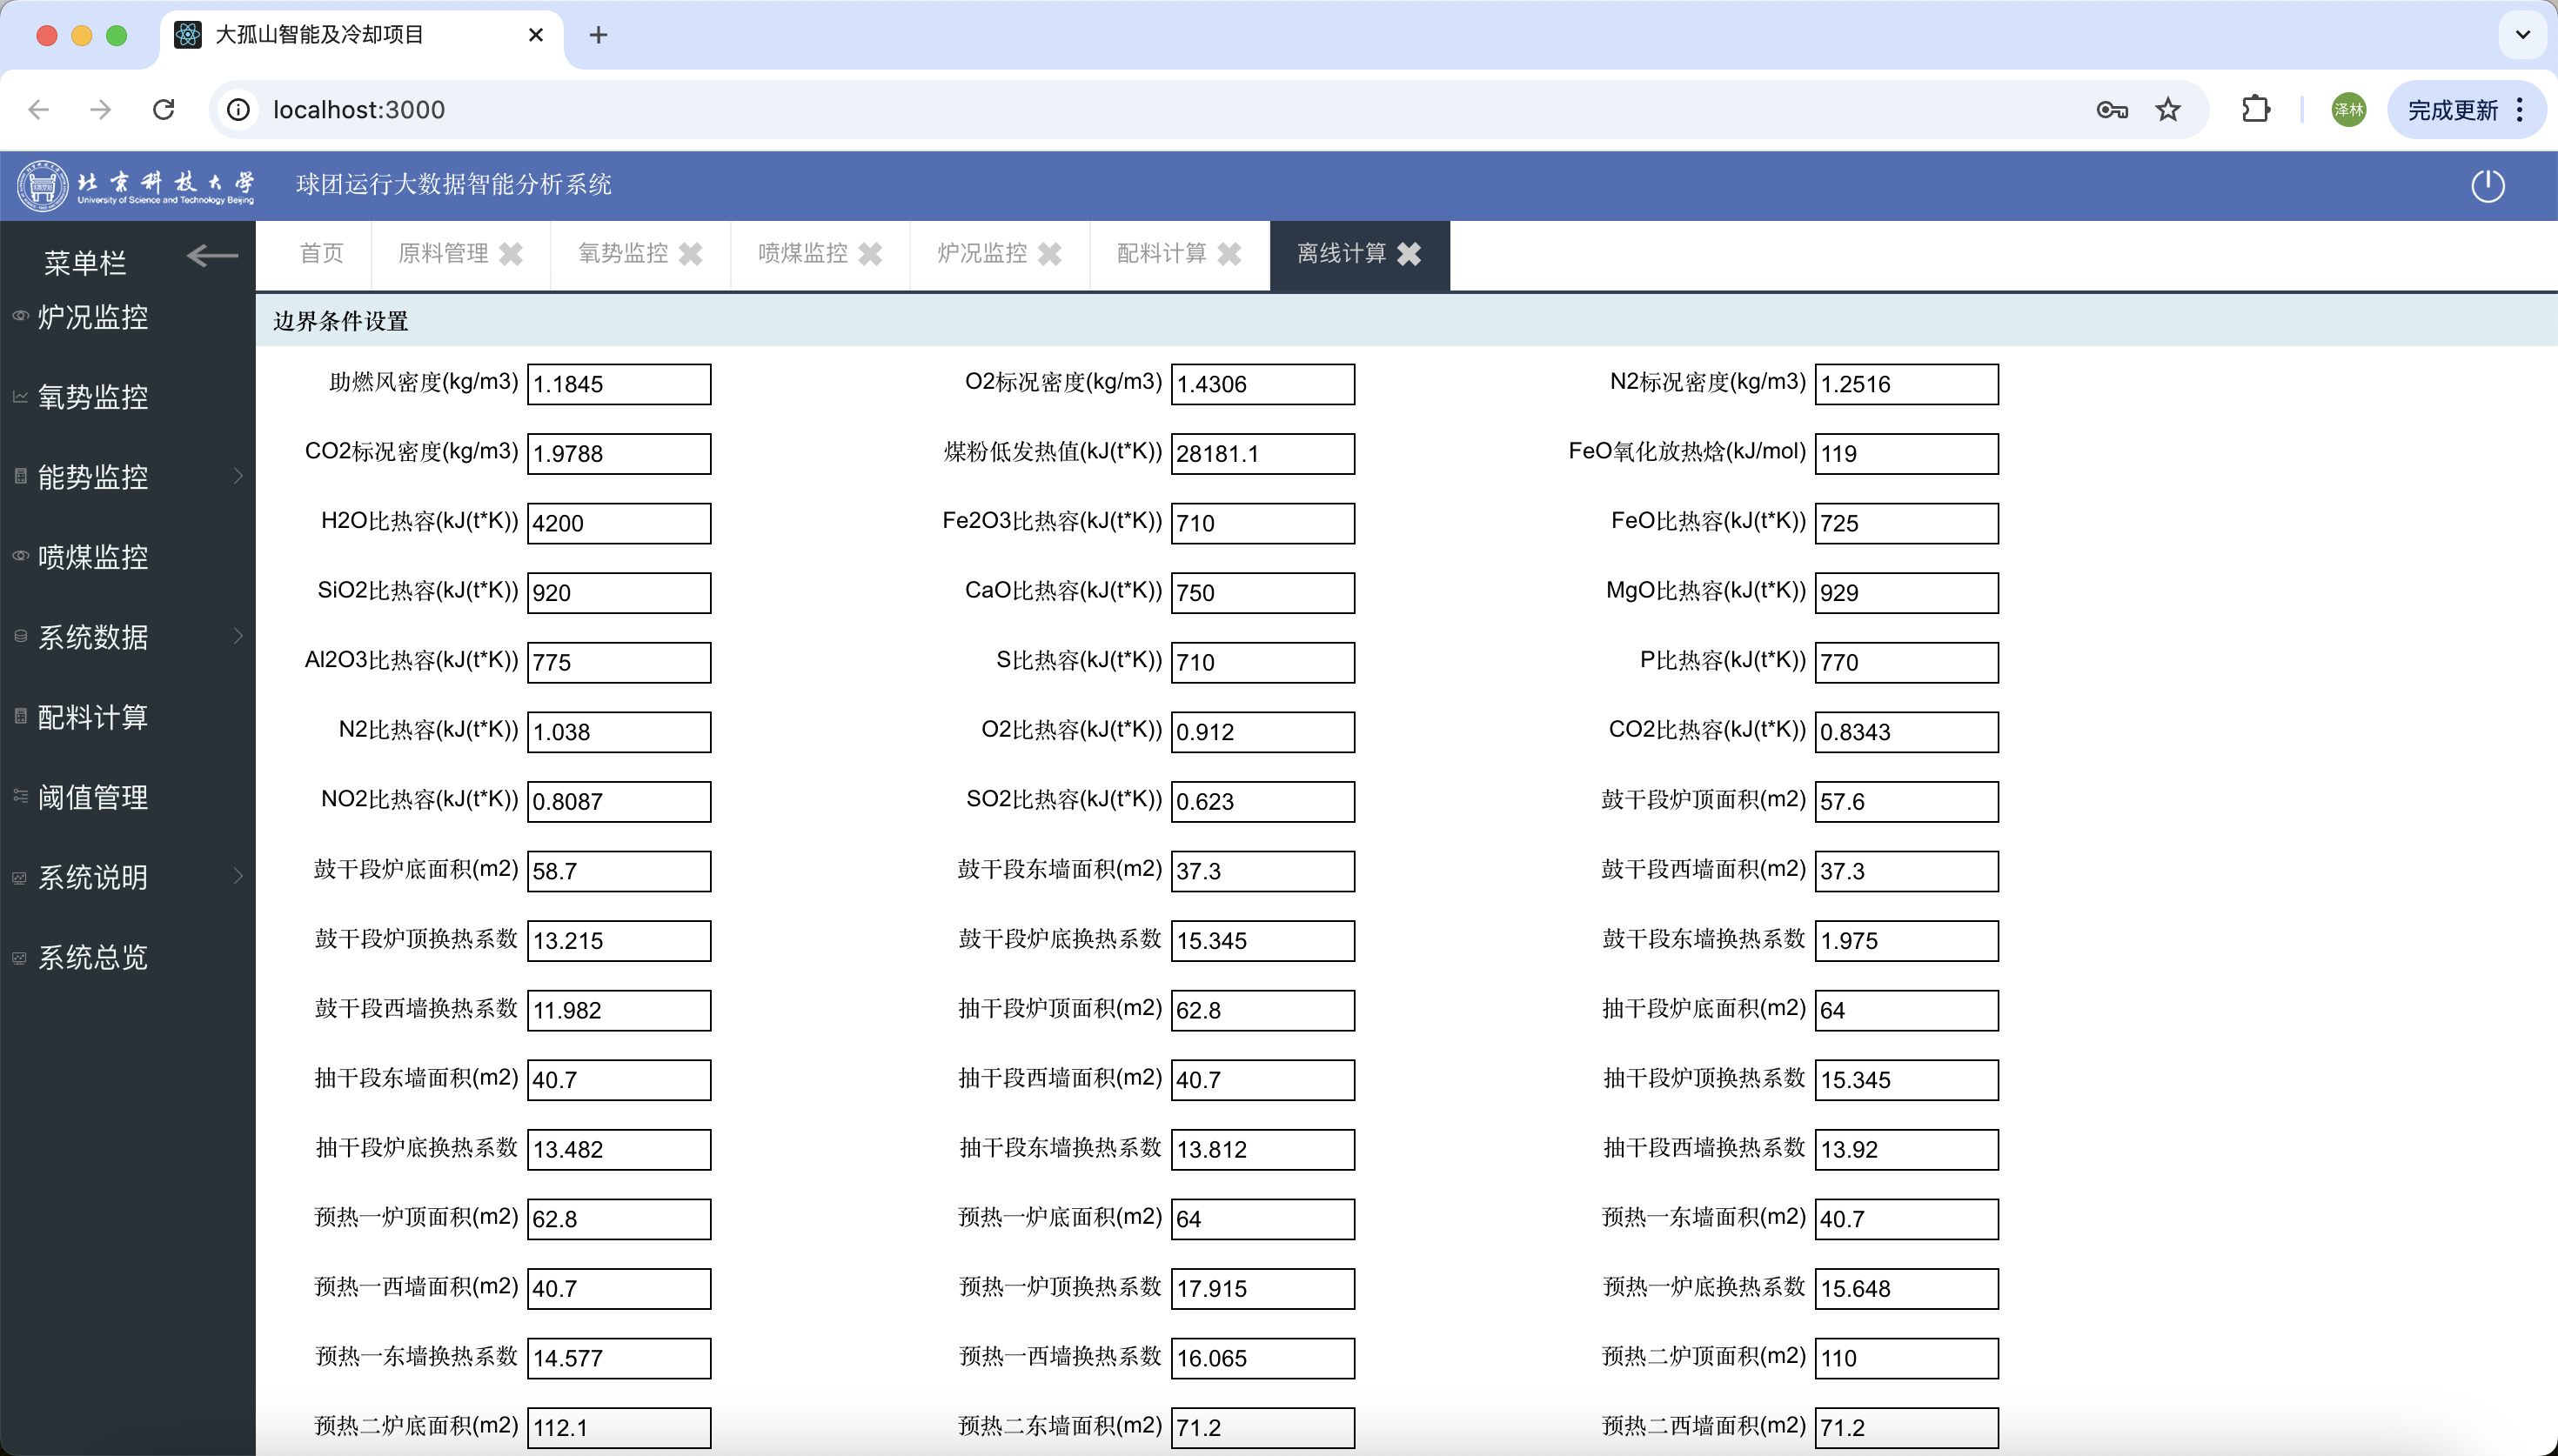 大孤山智能及冷却项目
localhost:3000
泽林
完成更新
北京科技大学
University of Science and Technology Beijing
球团运行大数据智能分析系统
菜单栏
炉况监控
氧势监控
能势监控
喷煤监控
系统数据
配料计算
阈值管理
系统说明
系统总览
首页 原料管理 氧势监控 喷煤监控 炉况监控 配料计算 离线计算
边界条件设置
助燃风密度(kg/m3) 1.1845 O2标况密度(kg/m3) 1.4306 N2标况密度(kg/m3) 1.2516
CO2标况密度(kg/m3) 1.9788 煤粉低发热值(kJ(t*K)) 28181.1 FeO氧化放热焓(kJ/mol) 119
H2O比热容(kJ(t*K)) 4200 Fe2O3比热容(kJ(t*K)) 710 FeO比热容(kJ(t*K)) 725
SiO2比热容(kJ(t*K)) 920 CaO比热容(kJ(t*K)) 750 MgO比热容(kJ(t*K)) 929
Al2O3比热容(kJ(t*K)) 775 S比热容(kJ(t*K)) 710 P比热容(kJ(t*K)) 770
N2比热容(kJ(t*K)) 1.038 O2比热容(kJ(t*K)) 0.912 CO2比热容(kJ(t*K)) 0.8343
NO2比热容(kJ(t*K)) 0.8087 SO2比热容(kJ(t*K)) 0.623 鼓干段炉顶面积(m2) 57.6
鼓干段炉底面积(m2) 58.7 鼓干段东墙面积(m2) 37.3 鼓干段西墙面积(m2) 37.3
鼓干段炉顶换热系数 13.215 鼓干段炉底换热系数 15.345 鼓干段东墙换热系数 1.975
鼓干段西墙换热系数 11.982 抽干段炉顶面积(m2) 62.8 抽干段炉底面积(m2) 64
抽干段东墙面积(m2) 40.7 抽干段西墙面积(m2) 40.7 抽干段炉顶换热系数 15.345
抽干段炉底换热系数 13.482 抽干段东墙换热系数 13.812 抽干段西墙换热系数 13.92
预热一炉顶面积(m2) 62.8 预热一炉底面积(m2) 64 预热一东墙面积(m2) 40.7
预热一西墙面积(m2) 40.7 预热一炉顶换热系数 17.915 预热一炉底换热系数 15.648
预热一东墙换热系数 14.577 预热一西墙换热系数 16.065 预热二炉顶面积(m2) 110
预热二炉底面积(m2) 112.1 预热二东墙面积(m2) 71.2 预热二西墙面积(m2) 71.2